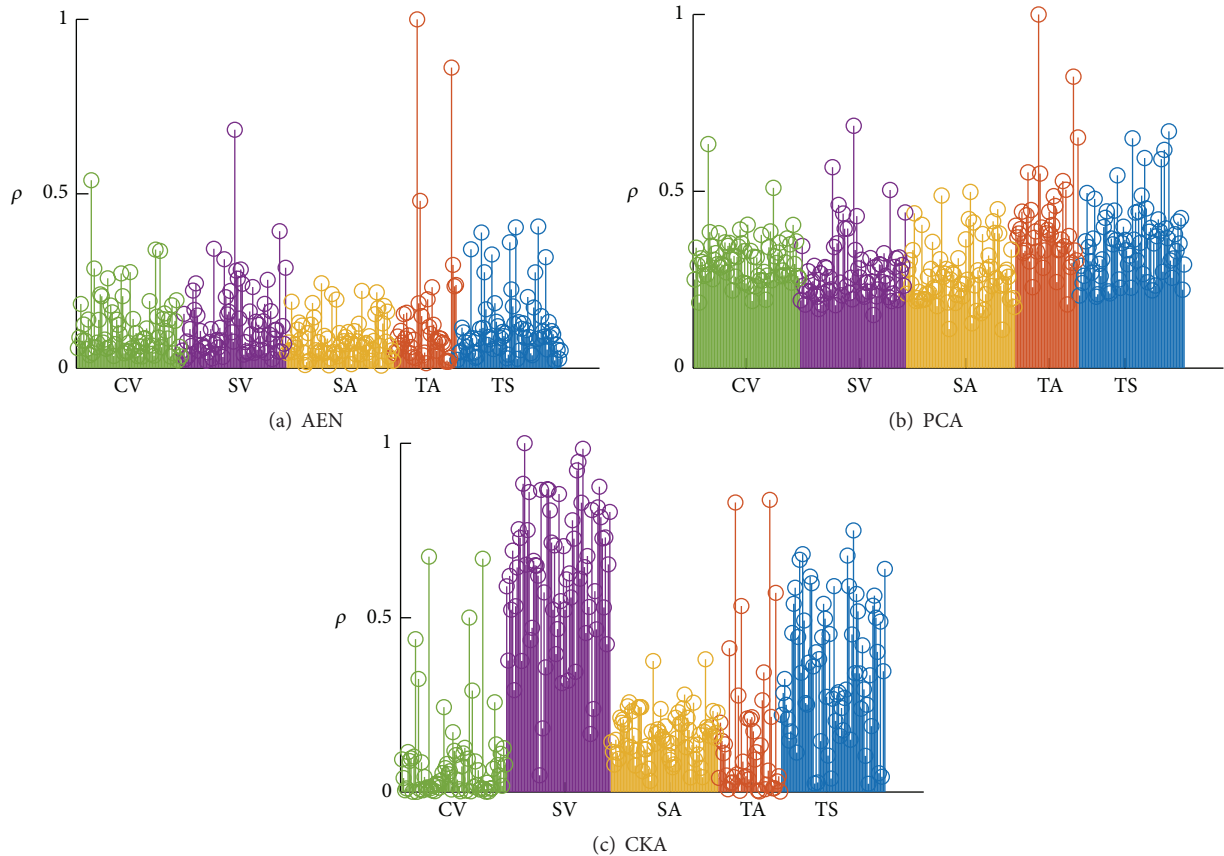 1
0.5
ρ
0
CV SV SA TA TS
(a) AEN
1
0.5
ρ
0
CV SV SA TA TS
(b) PCA
1
0.5
ρ
0
CV SV SA TA TS
(c) CKA